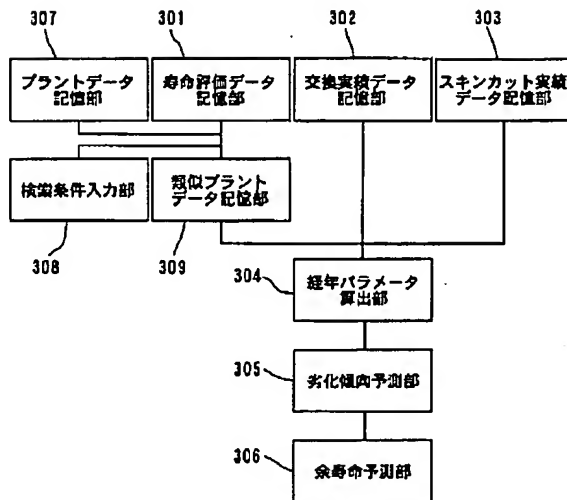 307
301
302
303
プラントデータ
記憶部
寿命評価データ
記憶部
交換実績データ
記憶部
スキンカット実績
データ記憶部
検索条件入力部
類似プラント
データ記憶部
308
309
304
経年パラメータ
算出部
305
劣化傾向予測部
306
余寿命予測部